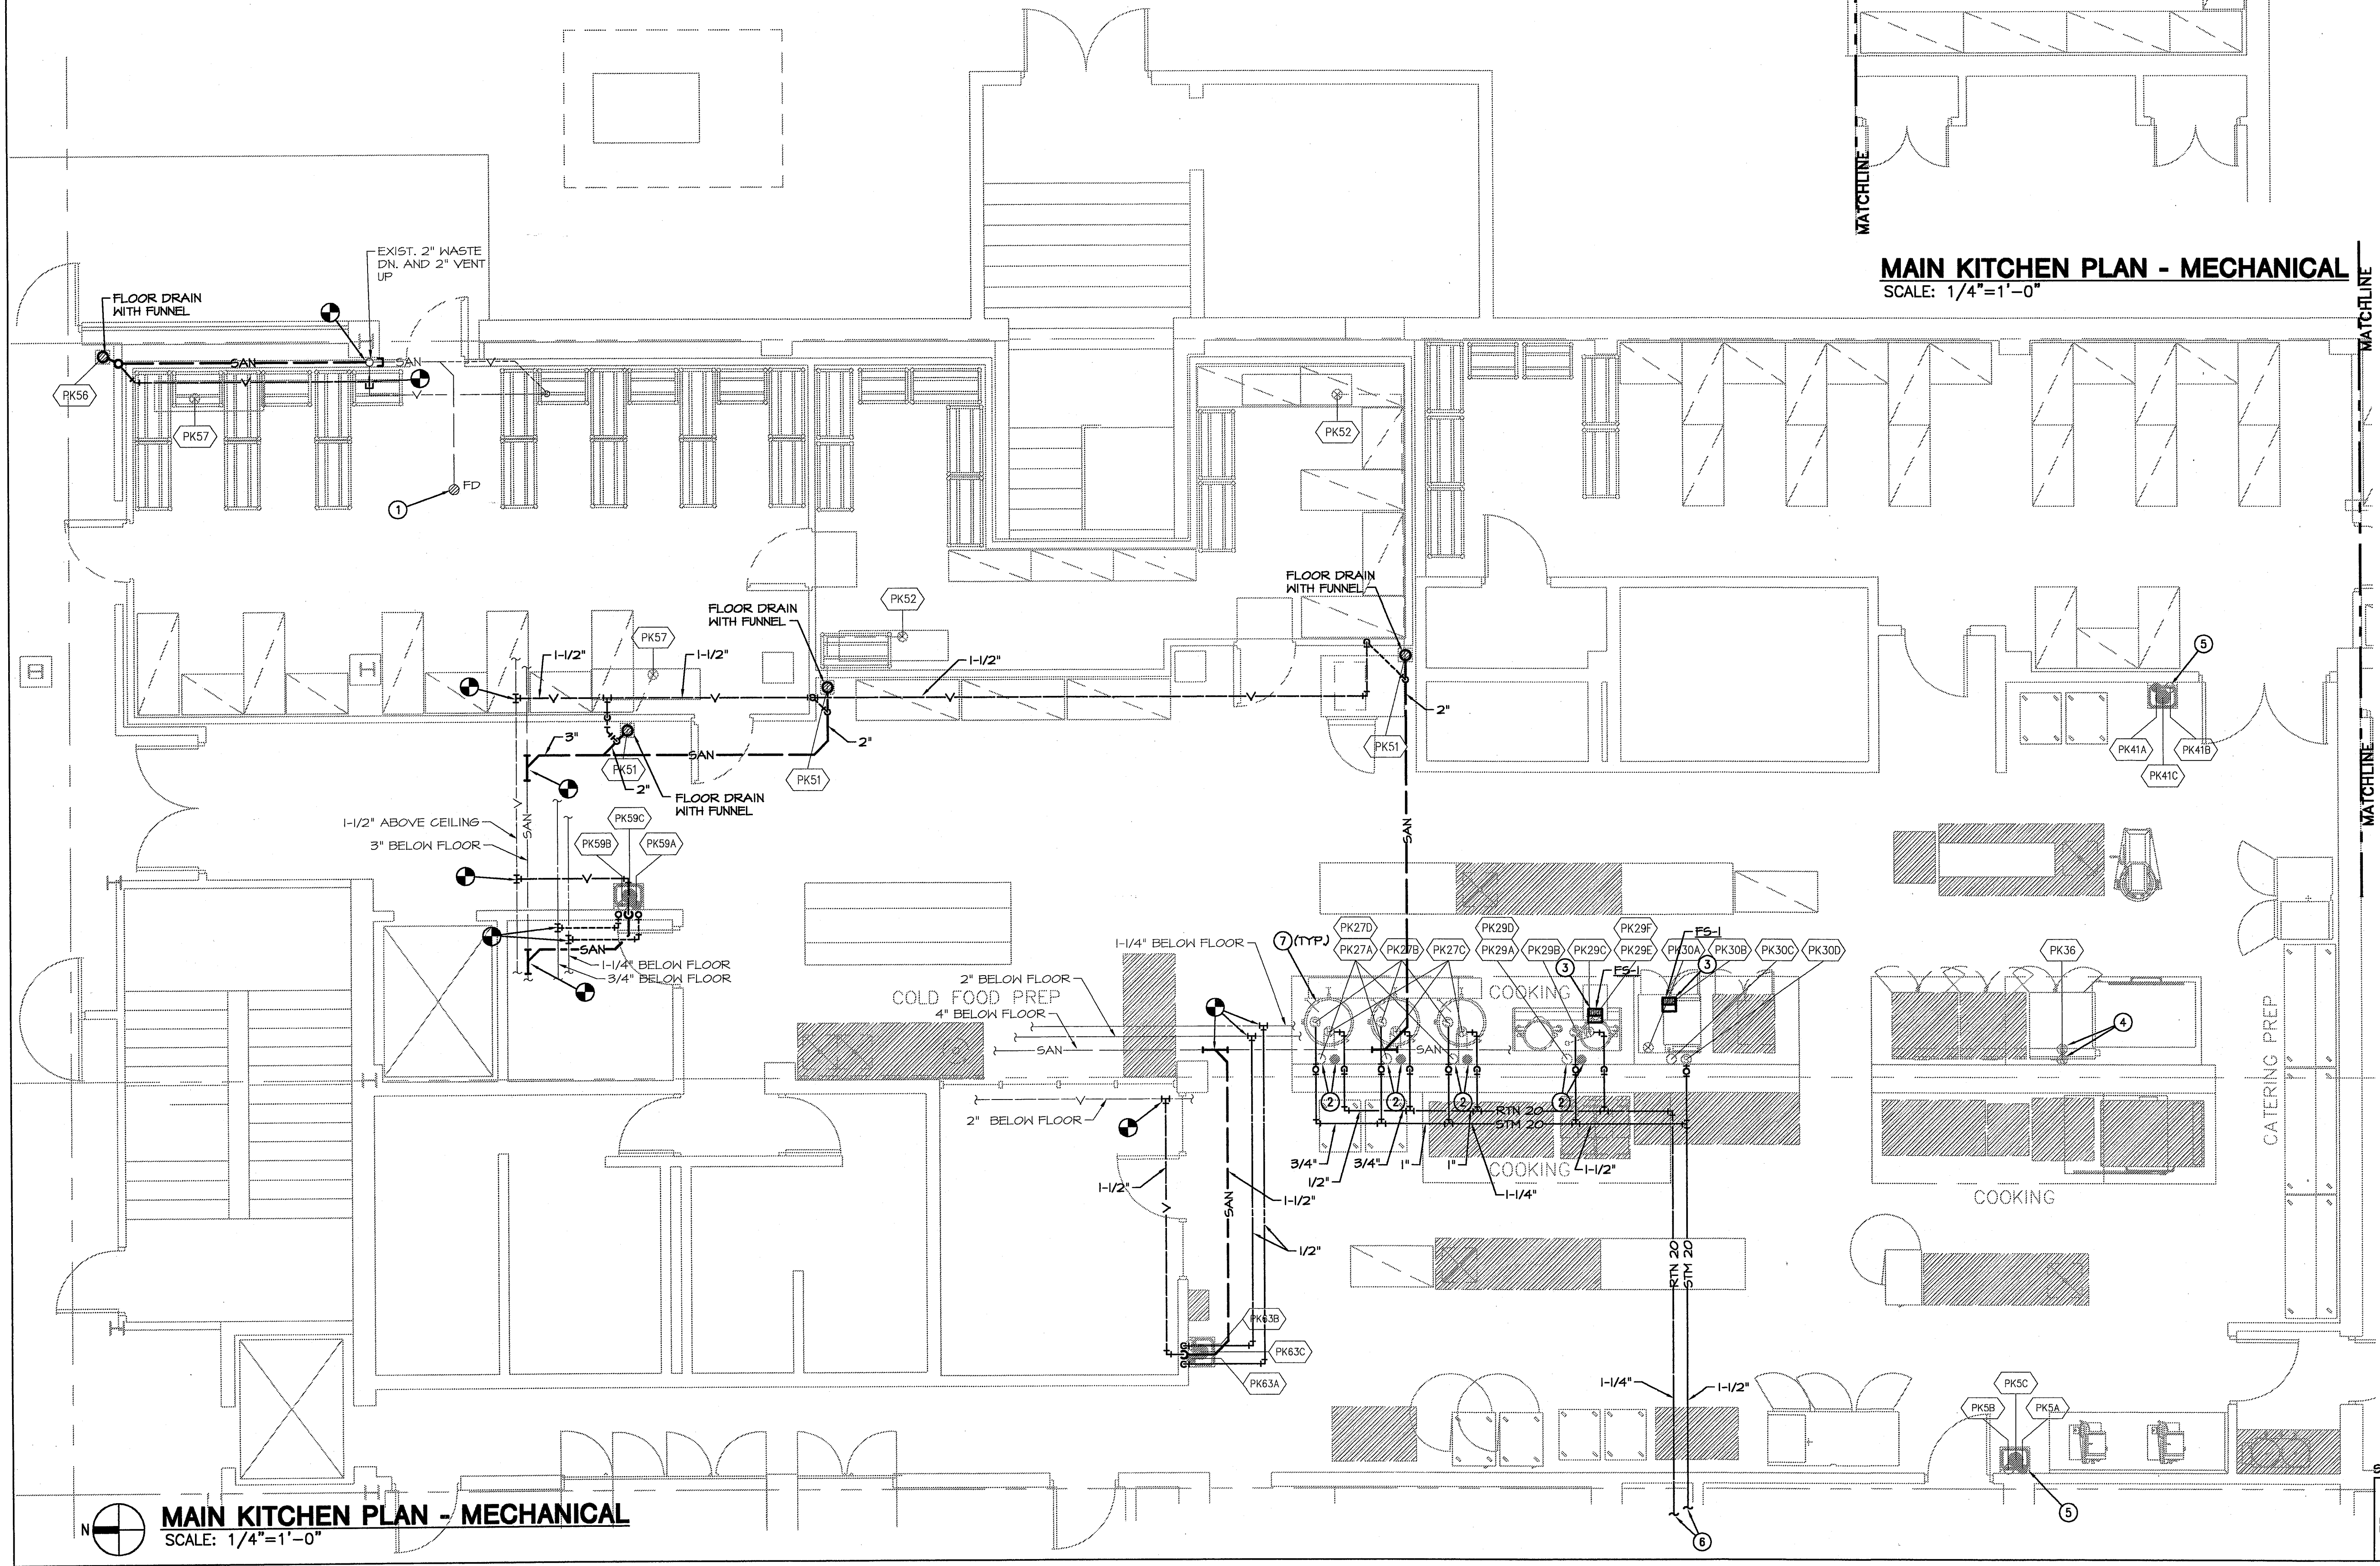 MATCHLINE
MAIN KITCHEN PLAN - MECHANICAL
SCALE: 1/4"=1'-0"
MATCHLINE
EXIST. 2" WASTE
DN. AND 2" VENT
UP
FLOOR DRAIN
WITH FUNNEL
SAN
SAN
V
V
V
PK56
PK57
PK52
1
FD
FLOOR DRAIN
WITH FUNNEL
FLOOR DRAIN
WITH FUNNEL
PK52
PK57
1-1/2"
1-1/2"
1-1/2"
V
V
V
5
2"
2"
3"
SAN
PK51
PK51
PK51
2"
FLOOR DRAIN
WITH FUNNEL
PK41A
PK41B
PK41C
MATCHLINE
V
SAN
SAN
1-1/2" ABOVE CEILING
3" BELOW FLOOR
PK59C
PK59B
PK59A
V
SAN
1-1/4" BELOW FLOOR
3/4" BELOW FLOOR
COLD FOOD PREP
1-1/4" BELOW FLOOR
2" BELOW FLOOR
4" BELOW FLOOR
SAN
SAN
7
(TYP.)
PK27D
PK27A
PK27B
PK27C
PK29D
PK29A
PK29B
PK29C
PK29F
PK29E
FS-1
PK30A
PK30B
PK30C
PK30D
3
FS-1
3
COOKING
PK36
4
CATERING PREP
2" BELOW FLOOR
V
2
2
2
2
RTN 20
STM 20
3/4"
1/2"
3/4"
1"
1"
1-1/4"
1-1/2"
COOKING
COOKING
1-1/2"
V
SAN
1-1/2"
1/2"
RTN 20
STM 20
PK63B
PK63C
PK63A
1-1/4"
1-1/2"
PK5C
PK5B
PK5A
5
6
N
MAIN KITCHEN PLAN - MECHANICAL
SCALE: 1/4"=1'-0"